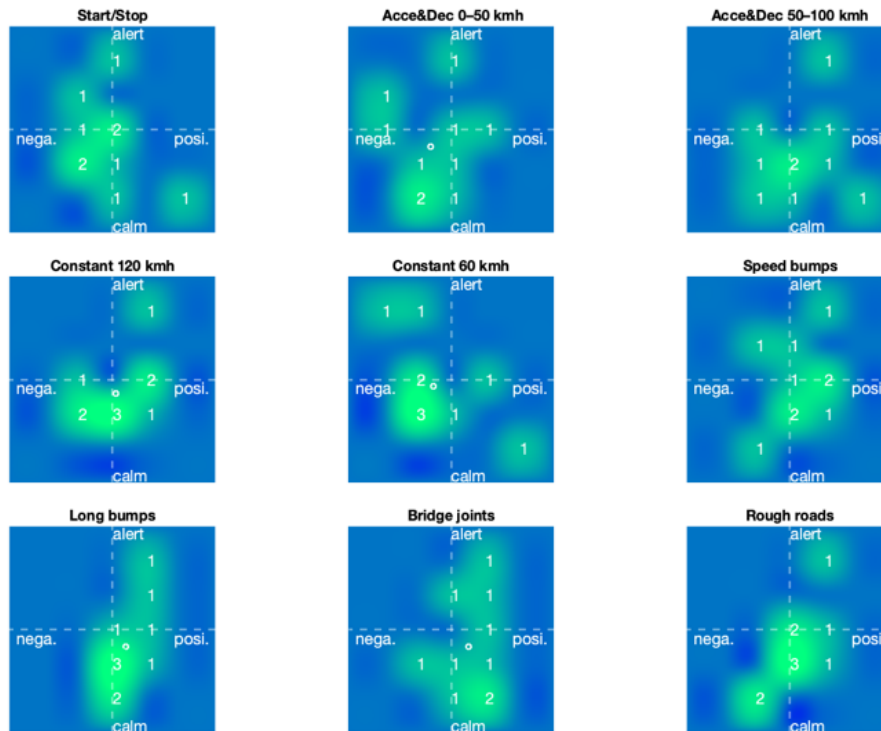 Start/Stop
alert
1
1
1 2
nega. posi.
2 1
1 1
calm
Acce&Dec 0–50 kmh
alert
1
1
1 1 1
nega. posi.
1 1
2 1
calm
Acce&Dec 50–100 kmh
alert
1
1 1
nega. posi.
1 2 1
1 1 1
calm
Constant 120 kmh
alert
1
1 2
nega. posi.
2 3 1
calm
Constant 60 kmh
alert
1 1
2 1
nega. posi.
3 1
1
calm
Speed bumps
alert
1
1 1
1 2
nega. posi.
2 1
1
calm
Long bumps
alert
1
1
1 1
nega. posi.
3 1
2
calm
Bridge joints
alert
1
1 1
1
nega. posi.
1 1 1
1 2
calm
Rough roads
alert
1
2 1
nega. posi.
3 1
2
calm